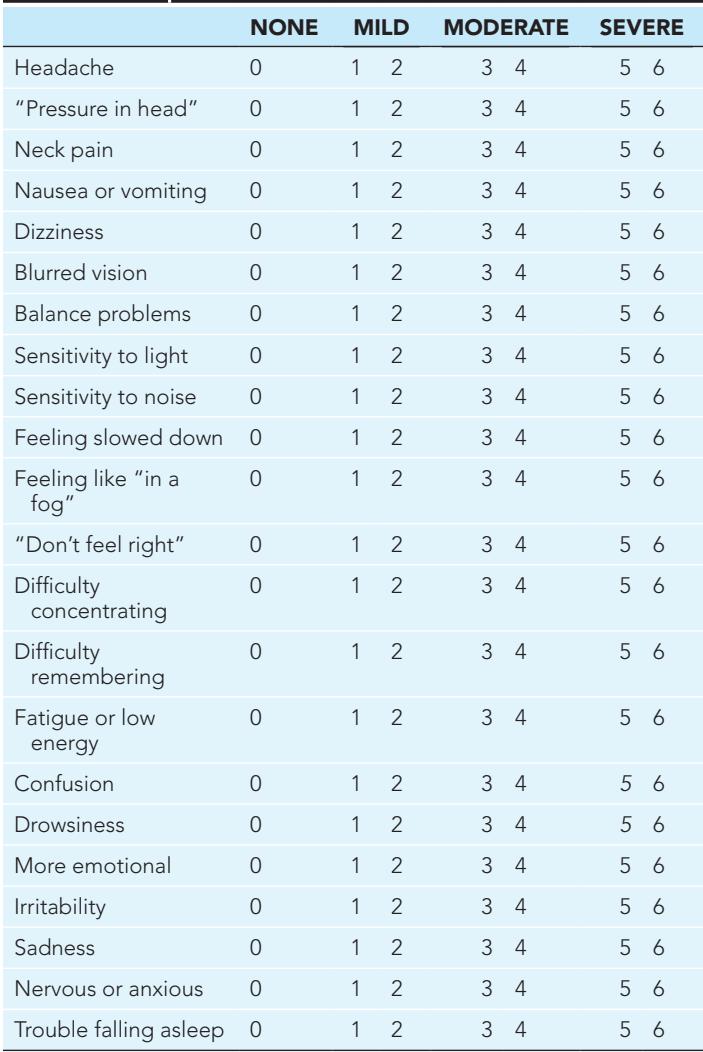 NONE MILD MODERATE SEVERE
Headache 0 1 2 3 4 5 6
“Pressure in head” 0 1 2 3 4 5 6
Neck pain 0 1 2 3 4 5 6
Nausea or vomiting 0 1 2 3 4 5 6
Dizziness 0 1 2 3 4 5 6
Blurred vision 0 1 2 3 4 5 6
Balance problems 0 1 2 3 4 5 6
Sensitivity to light 0 1 2 3 4 5 6
Sensitivity to noise 0 1 2 3 4 5 6
Feeling slowed down 0 1 2 3 4 5 6
Feeling like “in a 0 1 2 3 4 5 6
fog”
“Don’t feel right” 0 1 2 3 4 5 6
Difficulty 0 1 2 3 4 5 6
concentrating
Difficulty 0 1 2 3 4 5 6
remembering
Fatigue or low 0 1 2 3 4 5 6
energy
Confusion 0 1 2 3 4 5 6
Drowsiness 0 1 2 3 4 5 6
More emotional 0 1 2 3 4 5 6
Irritability 0 1 2 3 4 5 6
Sadness 0 1 2 3 4 5 6
Nervous or anxious 0 1 2 3 4 5 6
Trouble falling asleep 0 1 2 3 4 5 6